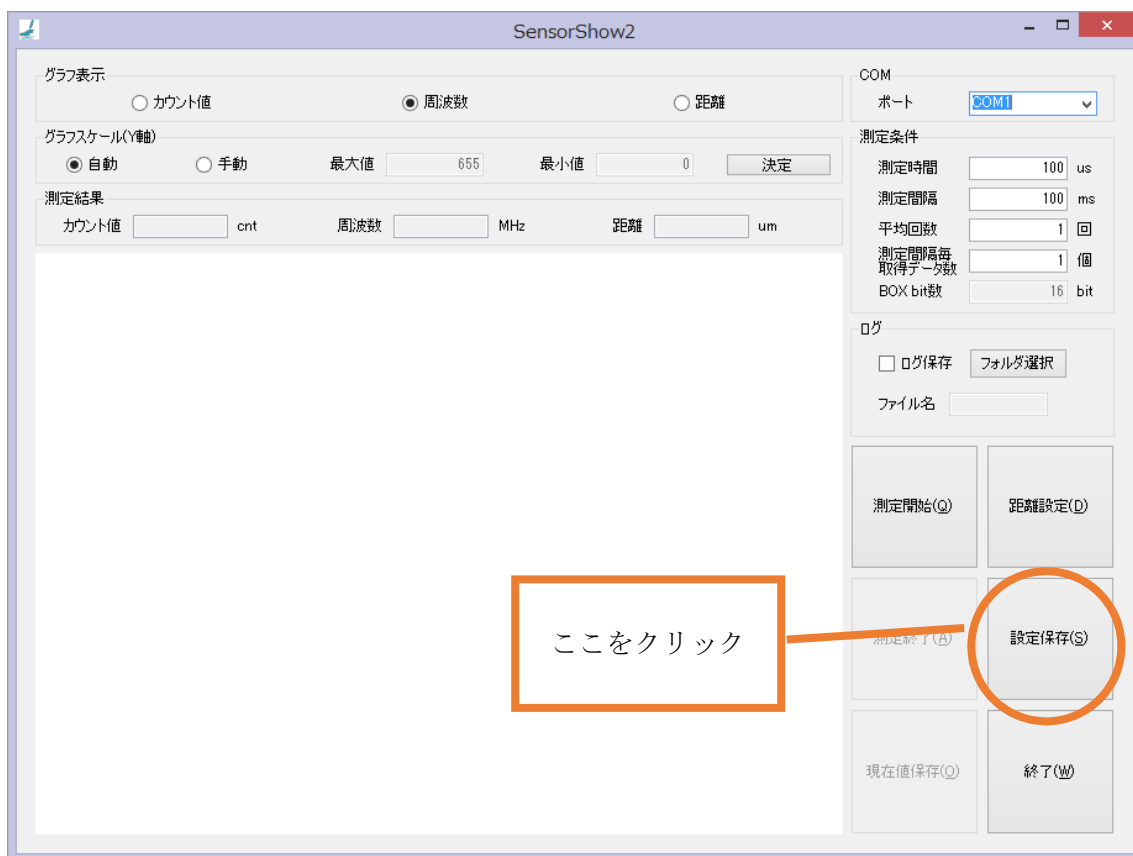 SensorShow2
グラフ表示
カウント値 周波数 距離
グラフスケール(Y軸)
自動 手動 最大値 655 最小値 0 決定
測定結果
カウント値 cnt 周波数 MHz 距離 um
COM
ポート COM1
測定条件
測定時間 100 us
測定間隔 100 ms
平均回数 1 回
測定間隔毎
取得データ数 1 個
BOX bit数 16 bit
ログ
ログ保存 フォルダ選択
ファイル名
測定開始(Q) 距離設定(D)
ここをクリック
測定終了(A) 設定保存(S)
現在値保存(O) 終了(W)